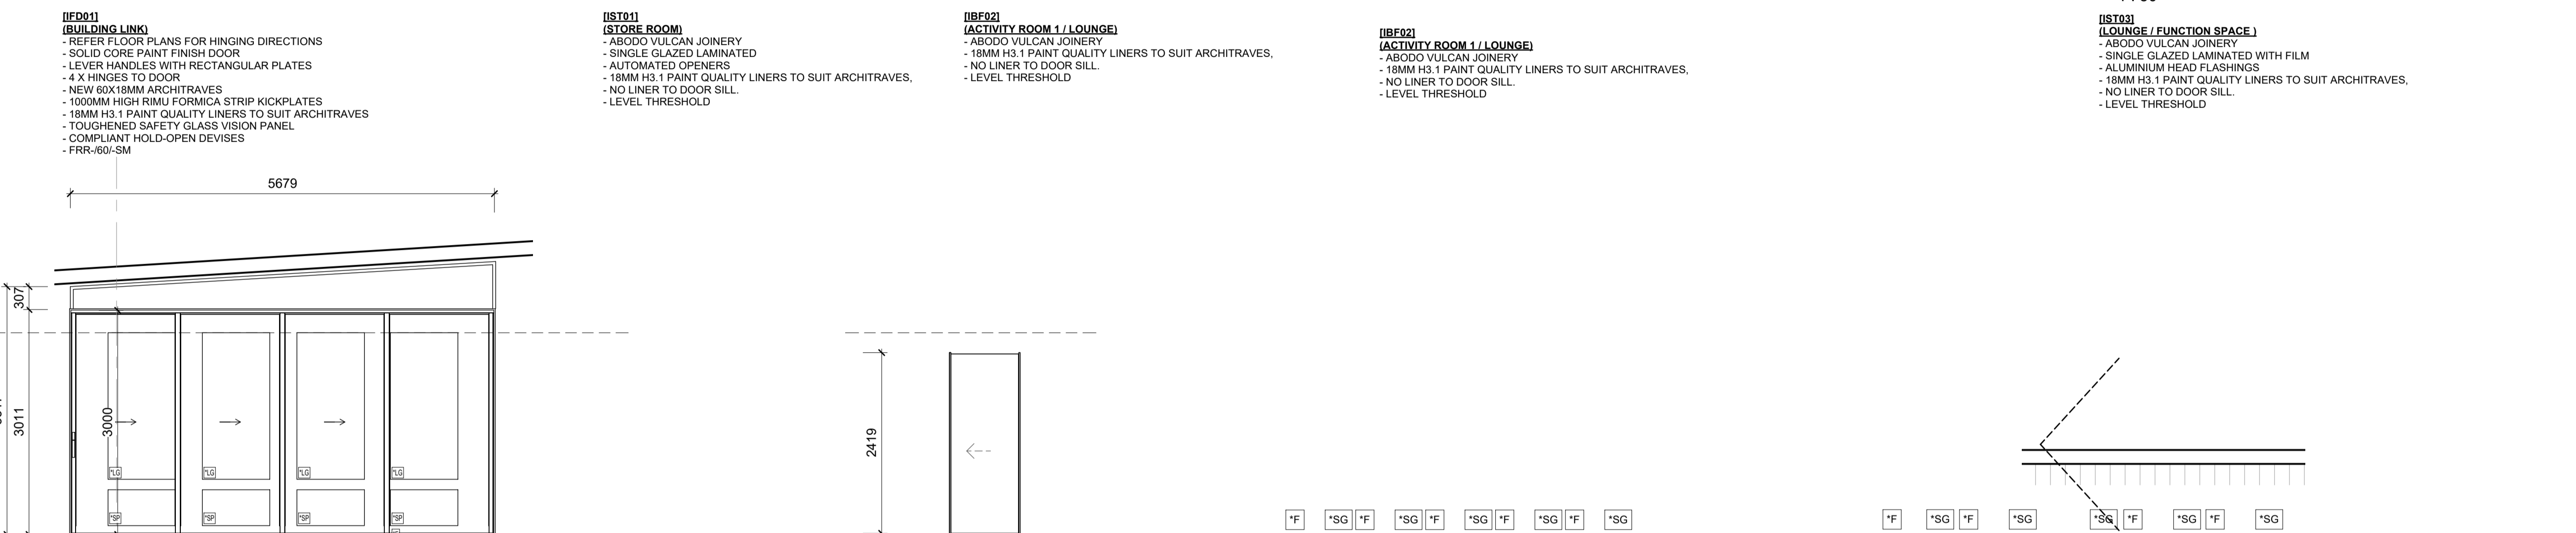 [IFD01]
(BUILDING LINK)
- REFER FLOOR PLANS FOR HINGING DIRECTIONS
- SOLID CORE PAINT FINISH DOOR
- LEVER HANDLES WITH RECTANGULAR PLATES
- 4 X HINGES TO DOOR
- NEW 60X18MM ARCHITRAVES
- 1000MM HIGH RIMU FORMICA STRIP KICKPLATES
- 18MM H3.1 PAINT QUALITY LINERS TO SUIT ARCHITRAVES
- TOUGHENED SAFETY GLASS VISION PANEL
- COMPLIANT HOLD-OPEN DEVISES
- FRR-/60/-SM
[IST01]
(STORE ROOM)
- ABODO VULCAN JOINERY
- SINGLE GLAZED LAMINATED
- AUTOMATED OPENERS
- 18MM H3.1 PAINT QUALITY LINERS TO SUIT ARCHITRAVES,
- NO LINER TO DOOR SILL.
- LEVEL THRESHOLD
[IBF02]
(ACTIVITY ROOM 1 / LOUNGE)
- ABODO VULCAN JOINERY
- 18MM H3.1 PAINT QUALITY LINERS TO SUIT ARCHITRAVES,
- NO LINER TO DOOR SILL.
- LEVEL THRESHOLD
[IBF02]
(ACTIVITY ROOM 1 / LOUNGE)
- ABODO VULCAN JOINERY
- 18MM H3.1 PAINT QUALITY LINERS TO SUIT ARCHITRAVES,
- NO LINER TO DOOR SILL.
- LEVEL THRESHOLD
[IST03]
(LOUNGE / FUNCTION SPACE )
- ABODO VULCAN JOINERY
- SINGLE GLAZED LAMINATED WITH FILM
- ALUMINIUM HEAD FLASHINGS
- 18MM H3.1 PAINT QUALITY LINERS TO SUIT ARCHITRAVES,
- NO LINER TO DOOR SILL.
- LEVEL THRESHOLD
5679
307
3011
3000
*LG *LG *LG *LG
*SP *SP *SP *SP
2419
*F *SG *F *SG *F *SG *F *SG *F *SG
*F *SG *F *SG *SG *F *SG *F *SG